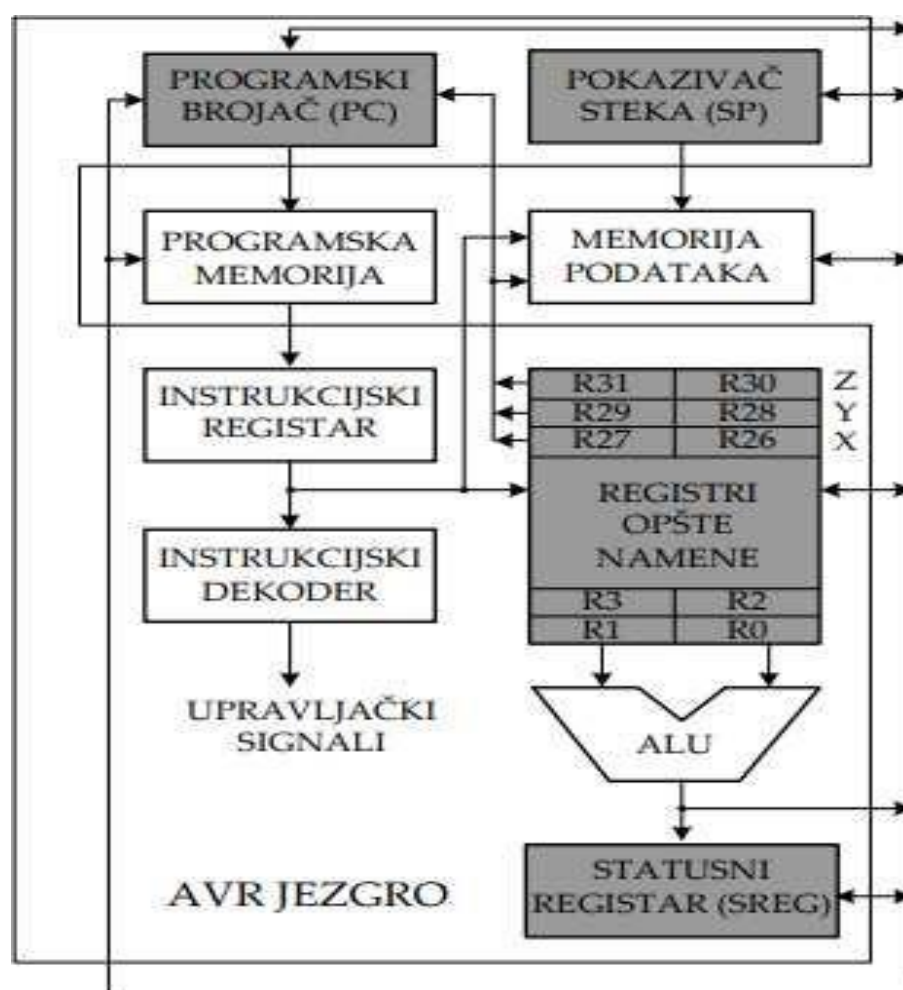 PROGRAMSKI
BROJAČ (PC)
POKAZIVAČ
STEKA (SP)
PROGRAMSKA
MEMORIJA
MEMORIJA
PODATAKA
INSTRUKCIJSKI
REGISTAR
R31 R30 Z
R29 R28 Y
R27 R26 X
REGISTRI
OPŠTE
NAMENE
INSTRUKCIJSKI
DEKODER
R3 R2
R1 R0
UPRAVLJAČKI
SIGNALI
ALU
AVR JEZGRO
STATUSNI
REGISTAR (SREG)